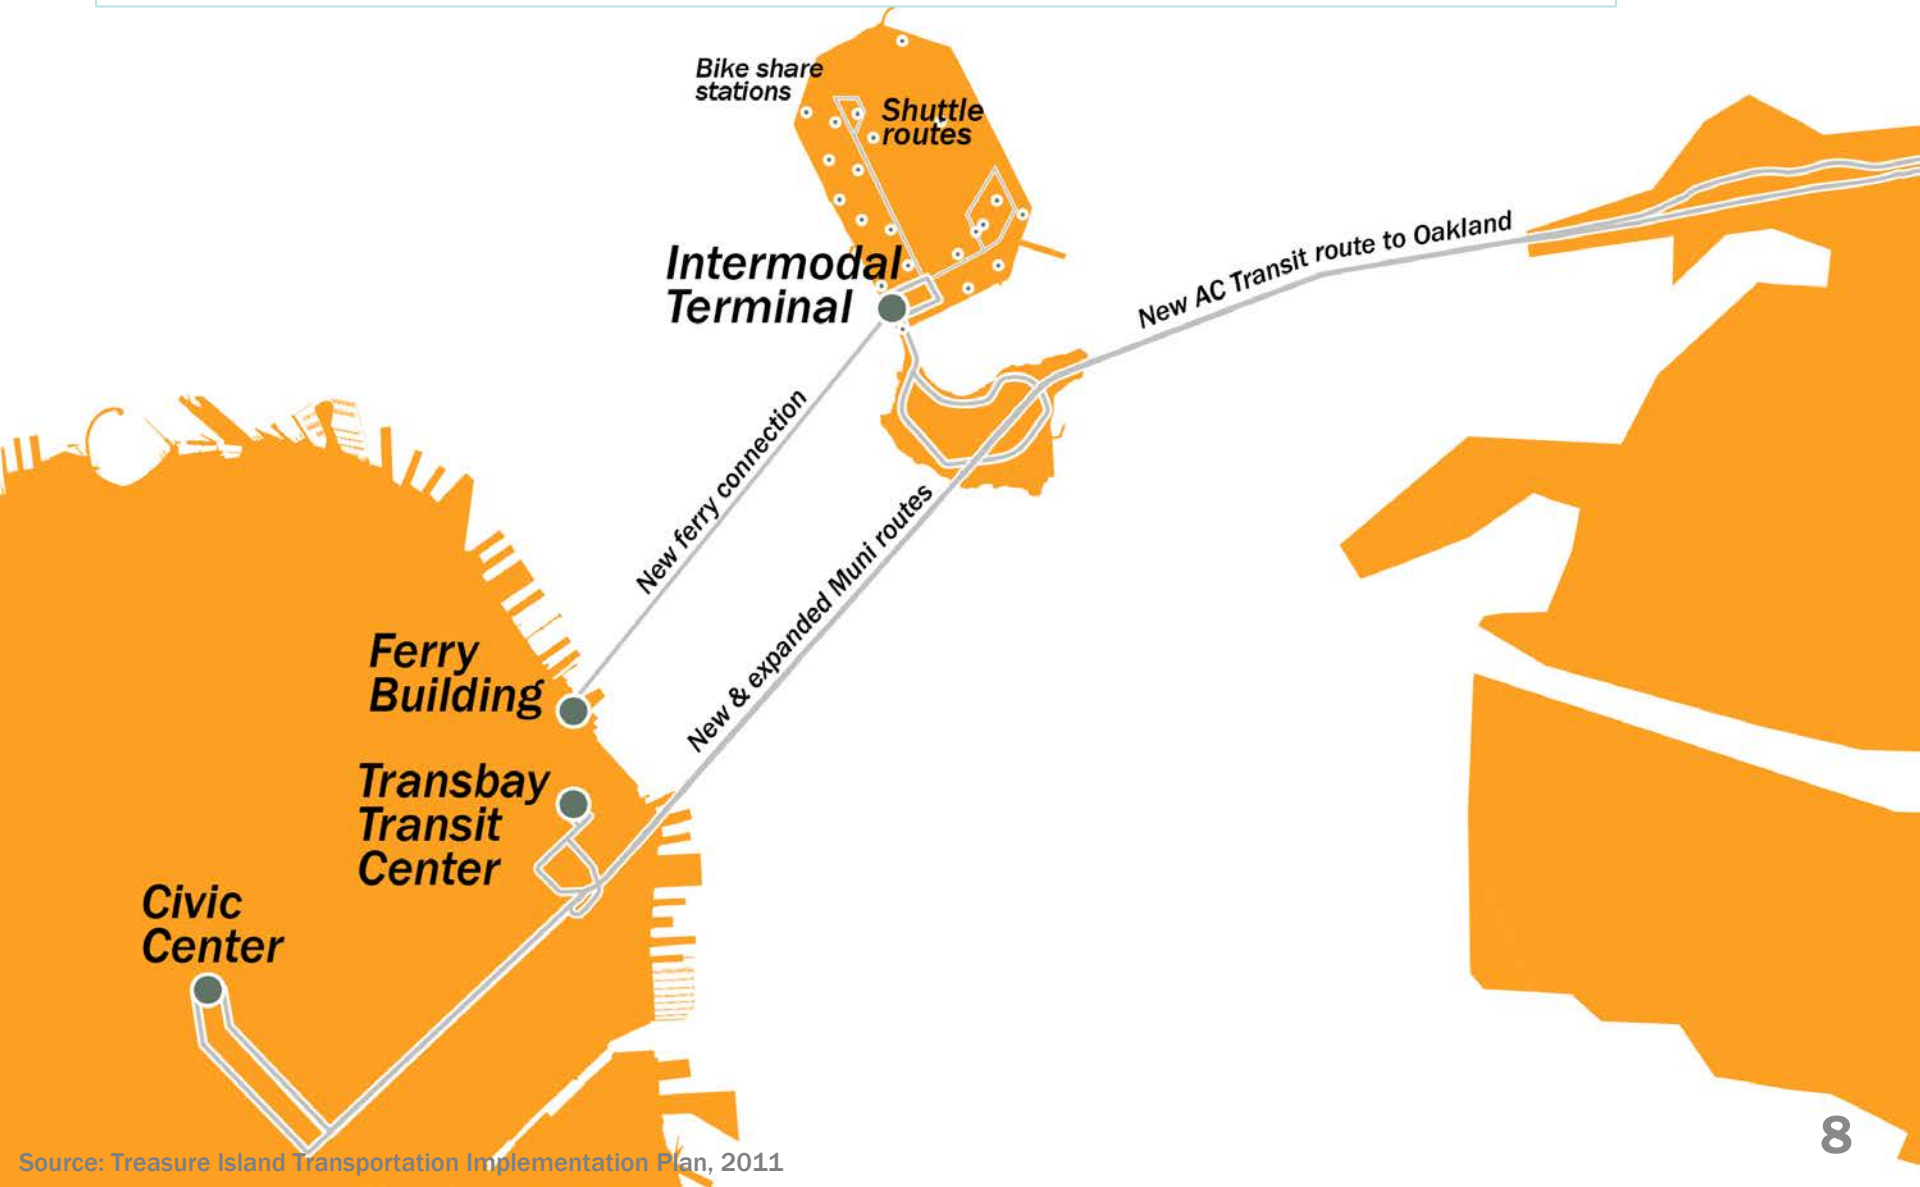 Bike share
stations
Shuttle
routes
Intermodal
Terminal
New AC Transit route to Oakland
New ferry connection
New & expanded Muni routes
Ferry
Building
Transbay
Transit
Center
Civic
Center
Source: Treasure Island Transportation Implementation Plan, 2011
8